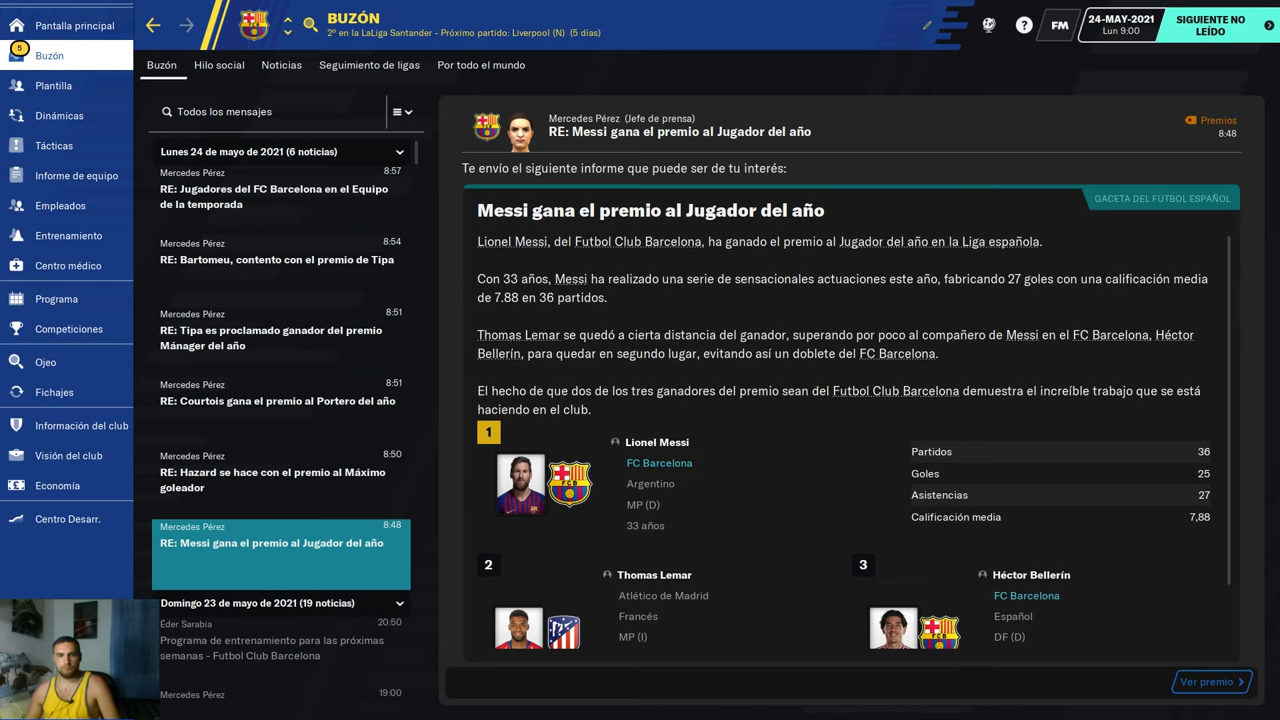 Pantalla principal
5
Buzón
Plantilla
Dinámicas
Tácticas
Informe de equipo
Empleados
Entrenamiento
Centro médico
Programa
Competiciones
Ojeo
Fichajes
Información del club
Visión del club
Economía
Centro Desarr.
BUZÓN
2º en la LaLiga Santander - Próximo partido: Liverpool (N) (5 días)
FM
24-MAY-2021
Lun 9:00
SIGUIENTE NO
LEÍDO
Buzón
Hilo social
Noticias
Seguimiento de ligas
Por todo el mundo
Todos los mensajes
Lunes 24 de mayo de 2021 (6 noticias)
Mercedes Pérez 8:57
RE: Jugadores del FC Barcelona en el Equipo
de la temporada
Mercedes Pérez 8:54
RE: Bartomeu, contento con el premio de Tipa
Mercedes Pérez 8:51
RE: Tipa es proclamado ganador del premio
Mánager del año
Mercedes Pérez 8:51
RE: Courtois gana el premio al Portero del año
Mercedes Pérez 8:50
RE: Hazard se hace con el premio al Máximo
goleador
Mercedes Pérez 8:48
RE: Messi gana el premio al Jugador del año
Domingo 23 de mayo de 2021 (19 noticias)
Éder Sarabia 20:50
Programa de entrenamiento para las próximas
semanas - Futbol Club Barcelona
Mercedes Pérez 19:00
Mercedes Pérez (Jefe de prensa)
RE: Messi gana el premio al Jugador del año
Premios
8:48
Te envío el siguiente informe que puede ser de tu interés:
GACETA DEL FÚTBOL ESPAÑOL
Messi gana el premio al Jugador del año
Lionel Messi, del Futbol Club Barcelona, ha ganado el premio al Jugador del año en la Liga española.
Con 33 años, Messi ha realizado una serie de sensacionales actuaciones este año, fabricando 27 goles con una calificación media
de 7.88 en 36 partidos.
Thomas Lemar se quedó a cierta distancia del ganador, superando por poco al compañero de Messi en el FC Barcelona, Héctor
Bellerín, para quedar en segundo lugar, evitando así un doblete del FC Barcelona.
El hecho de que dos de los tres ganadores del premio sean del Futbol Club Barcelona demuestra el increíble trabajo que se está
haciendo en el club.
1
Lionel Messi
FC Barcelona
Argentino
MP (D)
33 años
Partidos 36
Goles 25
Asistencias 27
Calificación media 7,88
2
Thomas Lemar
Atlético de Madrid
Francés
MP (I)
3
Héctor Bellerín
FC Barcelona
Español
DF (D)
Ver premio